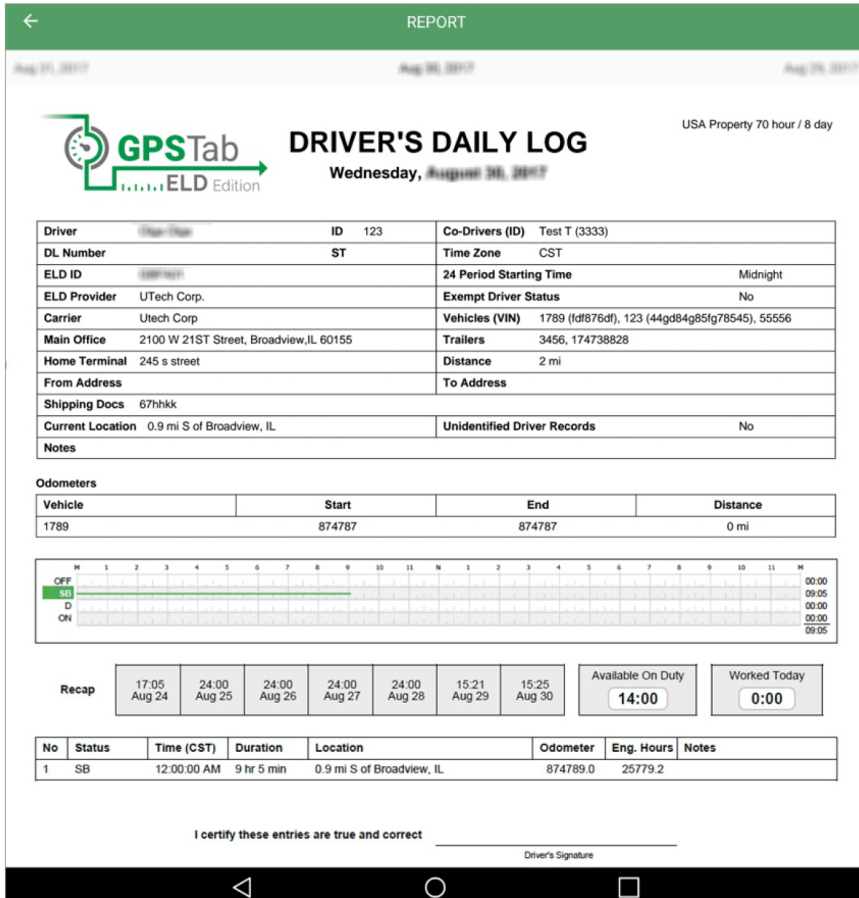 REPORT
GPSTab
ELD Edition
DRIVER'S DAILY LOG
Wednesday,
USA Property 70 hour / 8 day
Driver ID 123 Co-Drivers (ID) Test T (3333)
DL Number ST Time Zone CST
ELD ID 24 Period Starting Time Midnight
ELD Provider UTech Corp. Exempt Driver Status No
Carrier Utech Corp Vehicles (VIN) 1789 (fdf876df), 123 (44gd84g85fg78545), 55556
Main Office 2100 W 21ST Street, Broadview,IL 60155 Trailers 3456, 174738828
Home Terminal 245 s street Distance 2 mi
From Address To Address
Shipping Docs 67hhkk
Current Location 0.9 mi S of Broadview, IL Unidentified Driver Records No
Notes
Odometers
Vehicle Start End Distance
1789 874787 874787 0 mi
M 1 2 3 4 5 6 7 8 9 10 11 N 1 2 3 4 5 6 7 8 9 10 11 M
OFF 00:00
SB 09:05
D 00:00
ON 00:00
09:05
Recap
17:05 24:00 24:00 24:00 24:00 15:21 15:25
Aug 24 Aug 25 Aug 26 Aug 27 Aug 28 Aug 29 Aug 30
Available On Duty
14:00
Worked Today
0:00
No Status Time (CST) Duration Location Odometer Eng. Hours Notes
1 SB 12:00:00 AM 9 hr 5 min 0.9 mi S of Broadview, IL 874789.0 25779.2
I certify these entries are true and correct
Driver's Signature